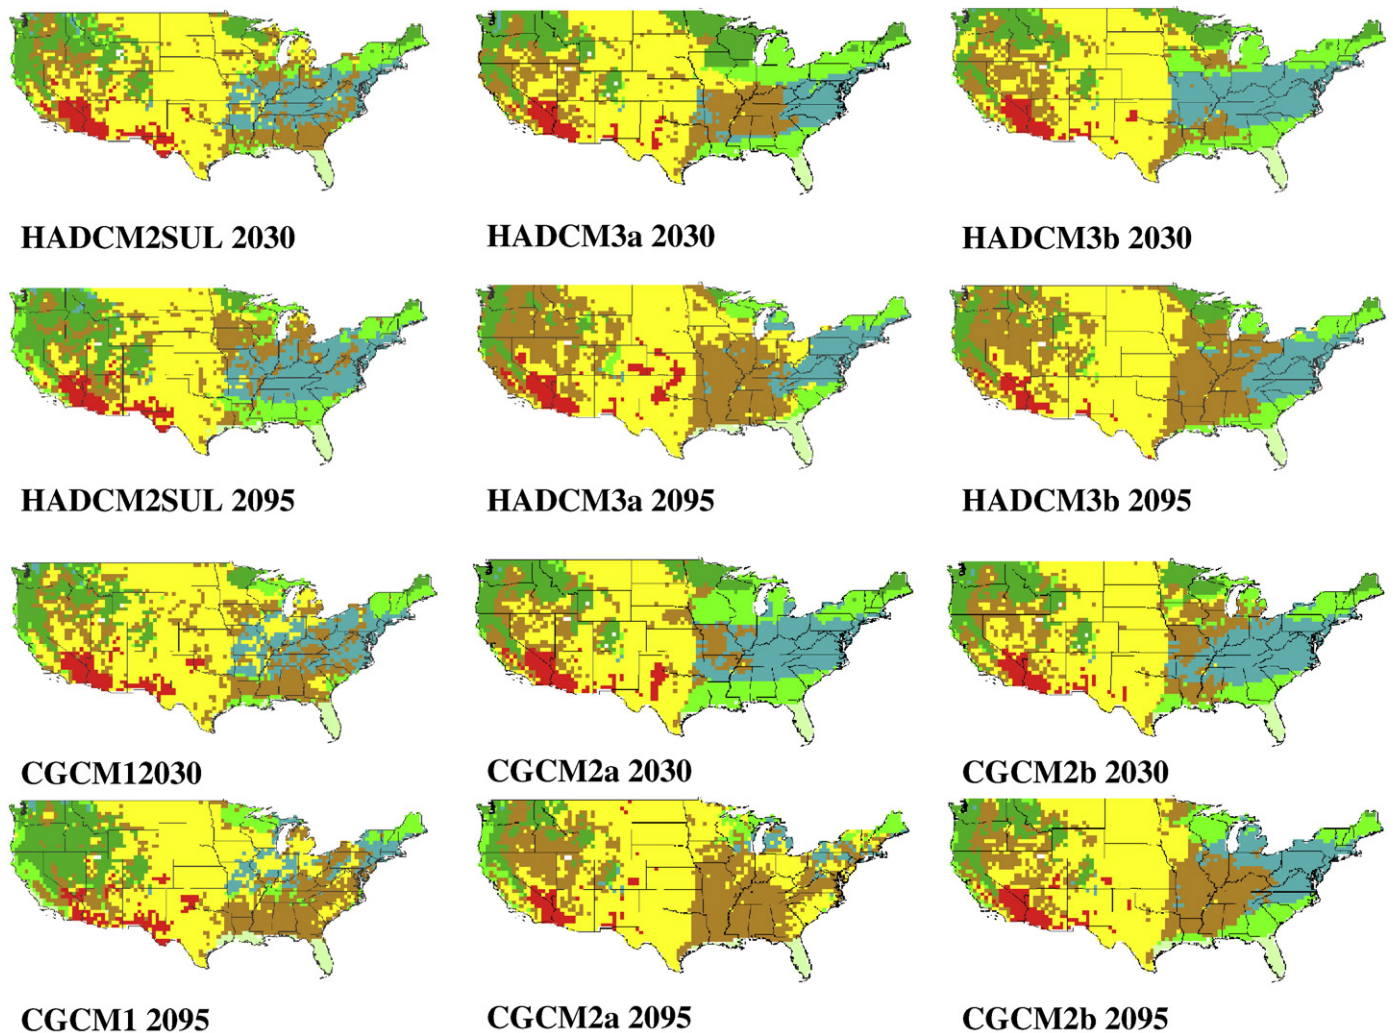 HADCM2SUL 2030
HADCM3a 2030
HADCM3b 2030
HADCM2SUL 2095
HADCM3a 2095
HADCM3b 2095
CGCM12030
CGCM2a 2030
CGCM2b 2030
CGCM1 2095
CGCM2a 2095
CGCM2b 2095